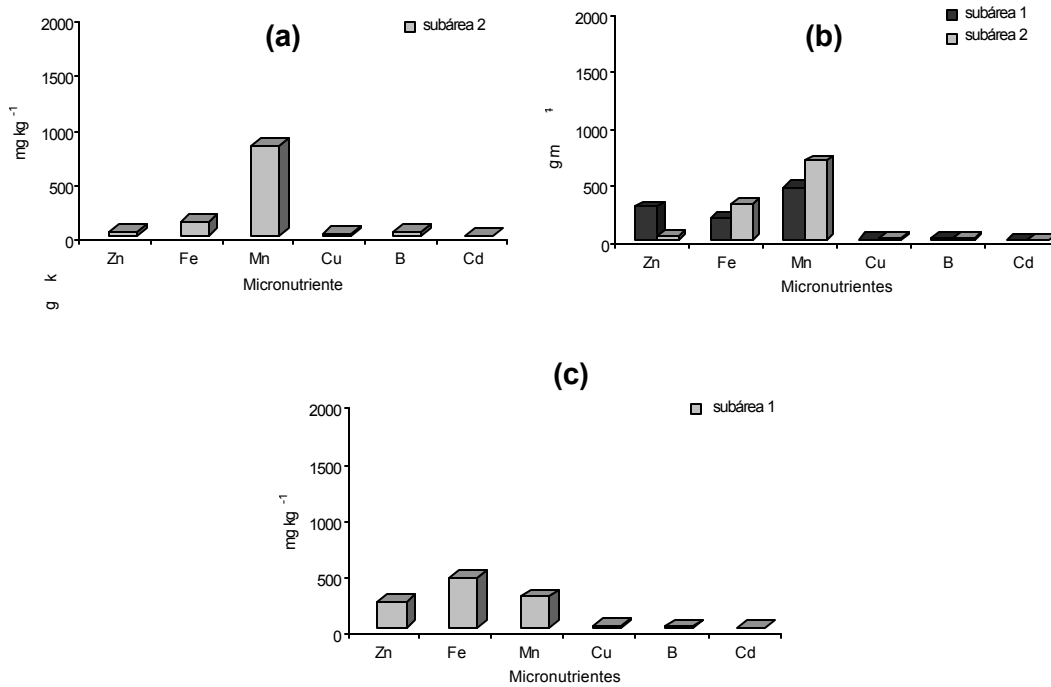 (a)
subárea 2
mg kg -1
2000
1500
1000
500
0
Zn Fe Mn Cu B Cd
Micronutriente
g k
(b)
subárea 1
subárea 2
g m
2000
1500
1000
500
0
Zn Fe Mn Cu B Cd
Micronutrientes
(c)
subárea 1
mg kg -1
2000
1500
1000
500
0
Zn Fe Mn Cu B Cd
Micronutrientes